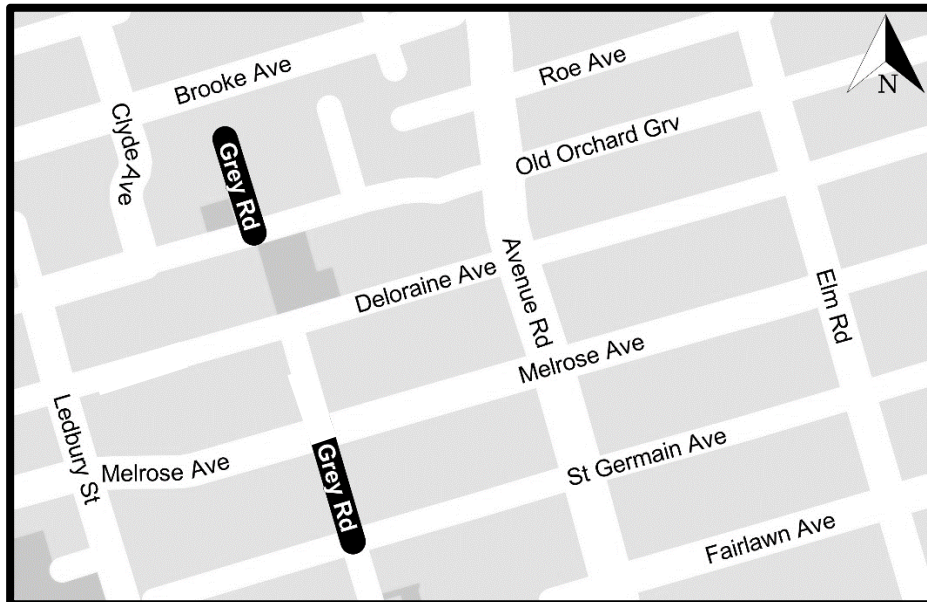 Brooke Ave
Roe Ave
N
Clyde Ave
Old Orchard Grv
Grey Rd
Avenue Rd
Deloraine Ave
Elm Rd
Melrose Ave
Ledbury St
Melrose Ave
Grey Rd
St Germain Ave
Fairlawn Ave